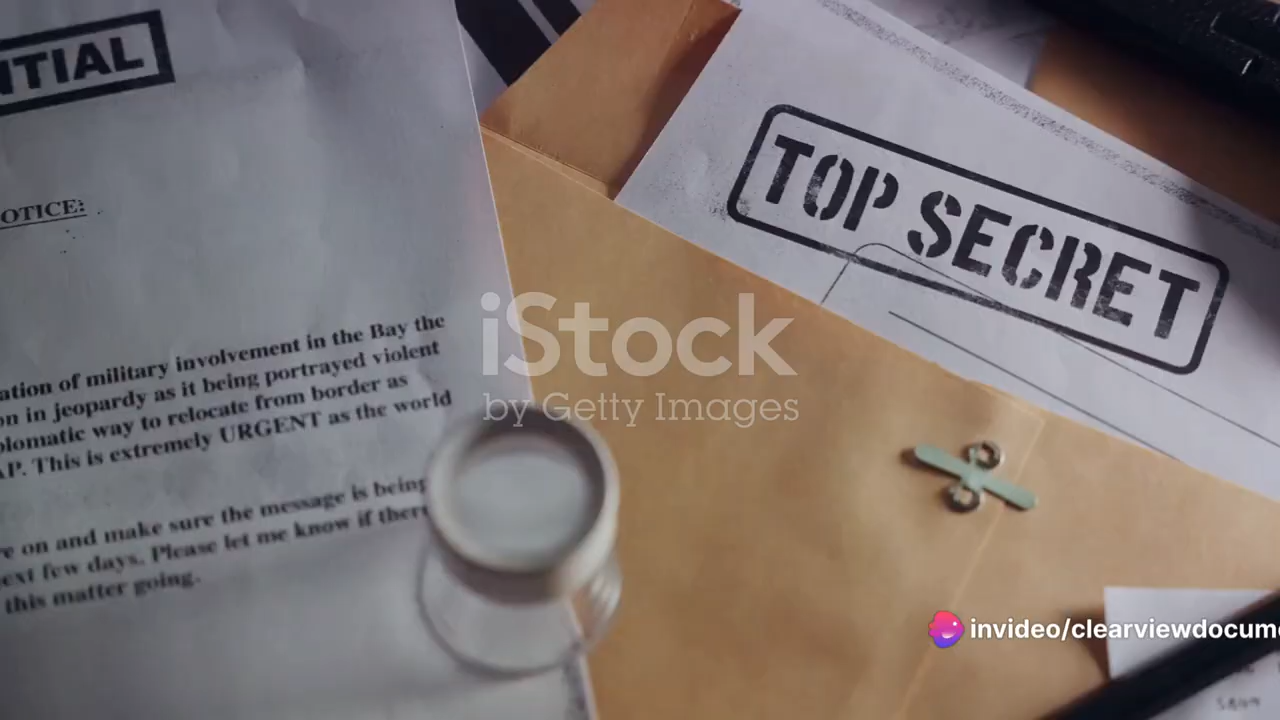 NTIAL
OTICE:
ation of military involvement in the Bay the
on in jeopardy as it being portrayed violent
plomatic way to relocate from border as
AP. This is extremely URGENT as the world
re on and make sure the message is being
ext few days. Please let me know if there
this matter going.
TOP SECRET
iStock
by Getty Images
invideo/clearviewdocume